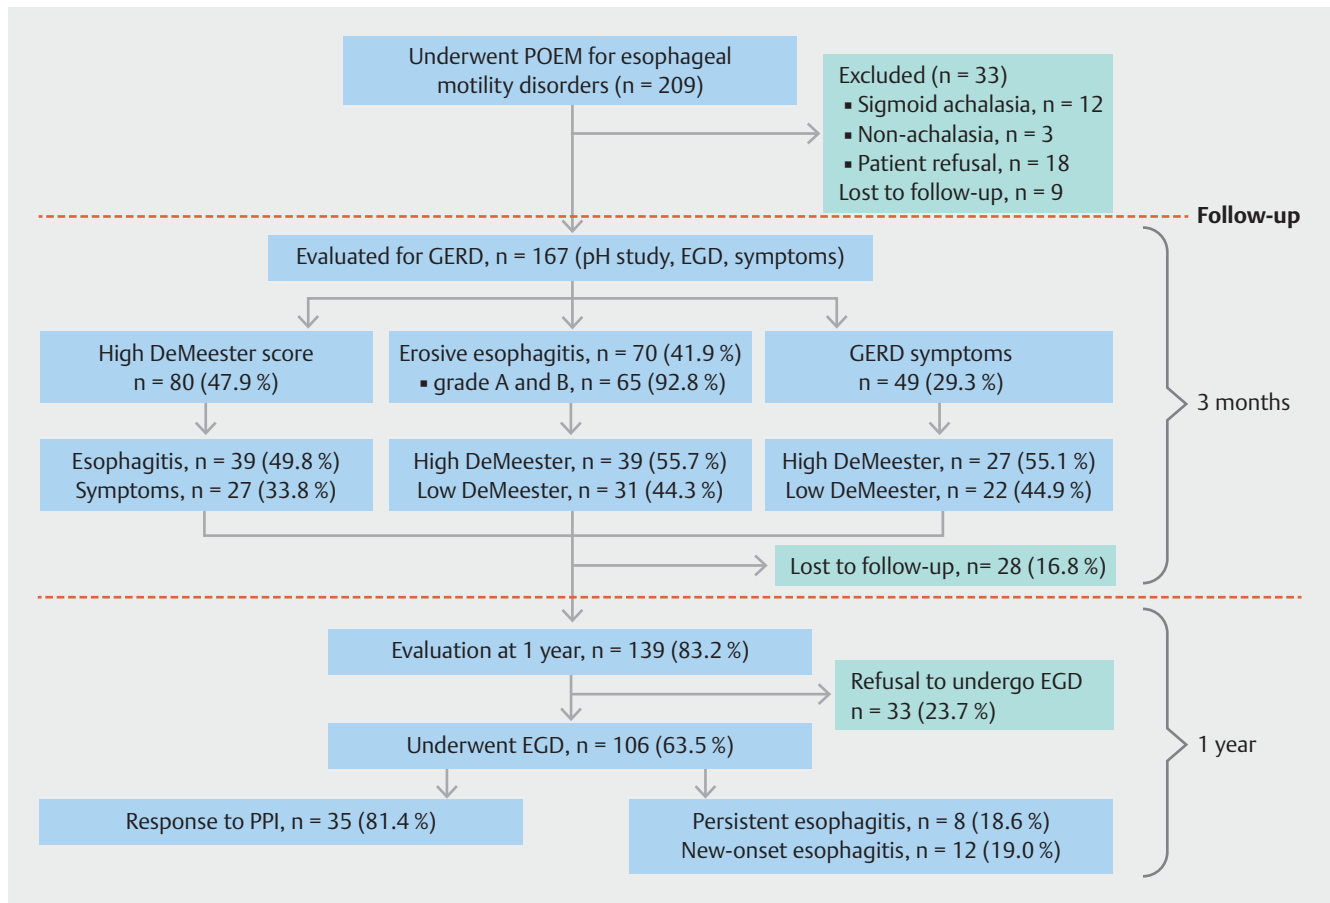 Underwent POEM for esophageal
motility disorders (n = 209)
Excluded (n = 33)
▪ Sigmoid achalasia, n = 12
▪ Non-achalasia, n = 3
▪ Patient refusal, n = 18
Lost to follow-up, n = 9
Follow-up
Evaluated for GERD, n = 167 (pH study, EGD, symptoms)
High DeMeester score
n = 80 (47.9 %)
Erosive esophagitis, n = 70 (41.9 %)
▪ grade A and B, n = 65 (92.8 %)
GERD symptoms
n = 49 (29.3 %)
3 months
Esophagitis, n = 39 (49.8 %)
Symptoms, n = 27 (33.8 %)
High DeMeester, n = 39 (55.7 %)
Low DeMeester, n = 31 (44.3 %)
High DeMeester, n = 27 (55.1 %)
Low DeMeester, n = 22 (44.9 %)
Lost to follow-up, n= 28 (16.8 %)
Evaluation at 1 year, n = 139 (83.2 %)
Refusal to undergo EGD
n = 33 (23.7 %)
Underwent EGD, n = 106 (63.5 %)
1 year
Response to PPI, n = 35 (81.4 %)
Persistent esophagitis, n = 8 (18.6 %)
New-onset esophagitis, n = 12 (19.0 %)